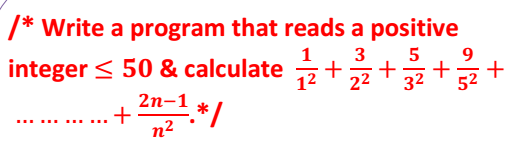 /* Write a program that reads a positive
integer ≤ 50 & calculate 1/1² + 3/2² + 5/3² + 9/5² +
... ... ... ... + 2n−1/n² .*/